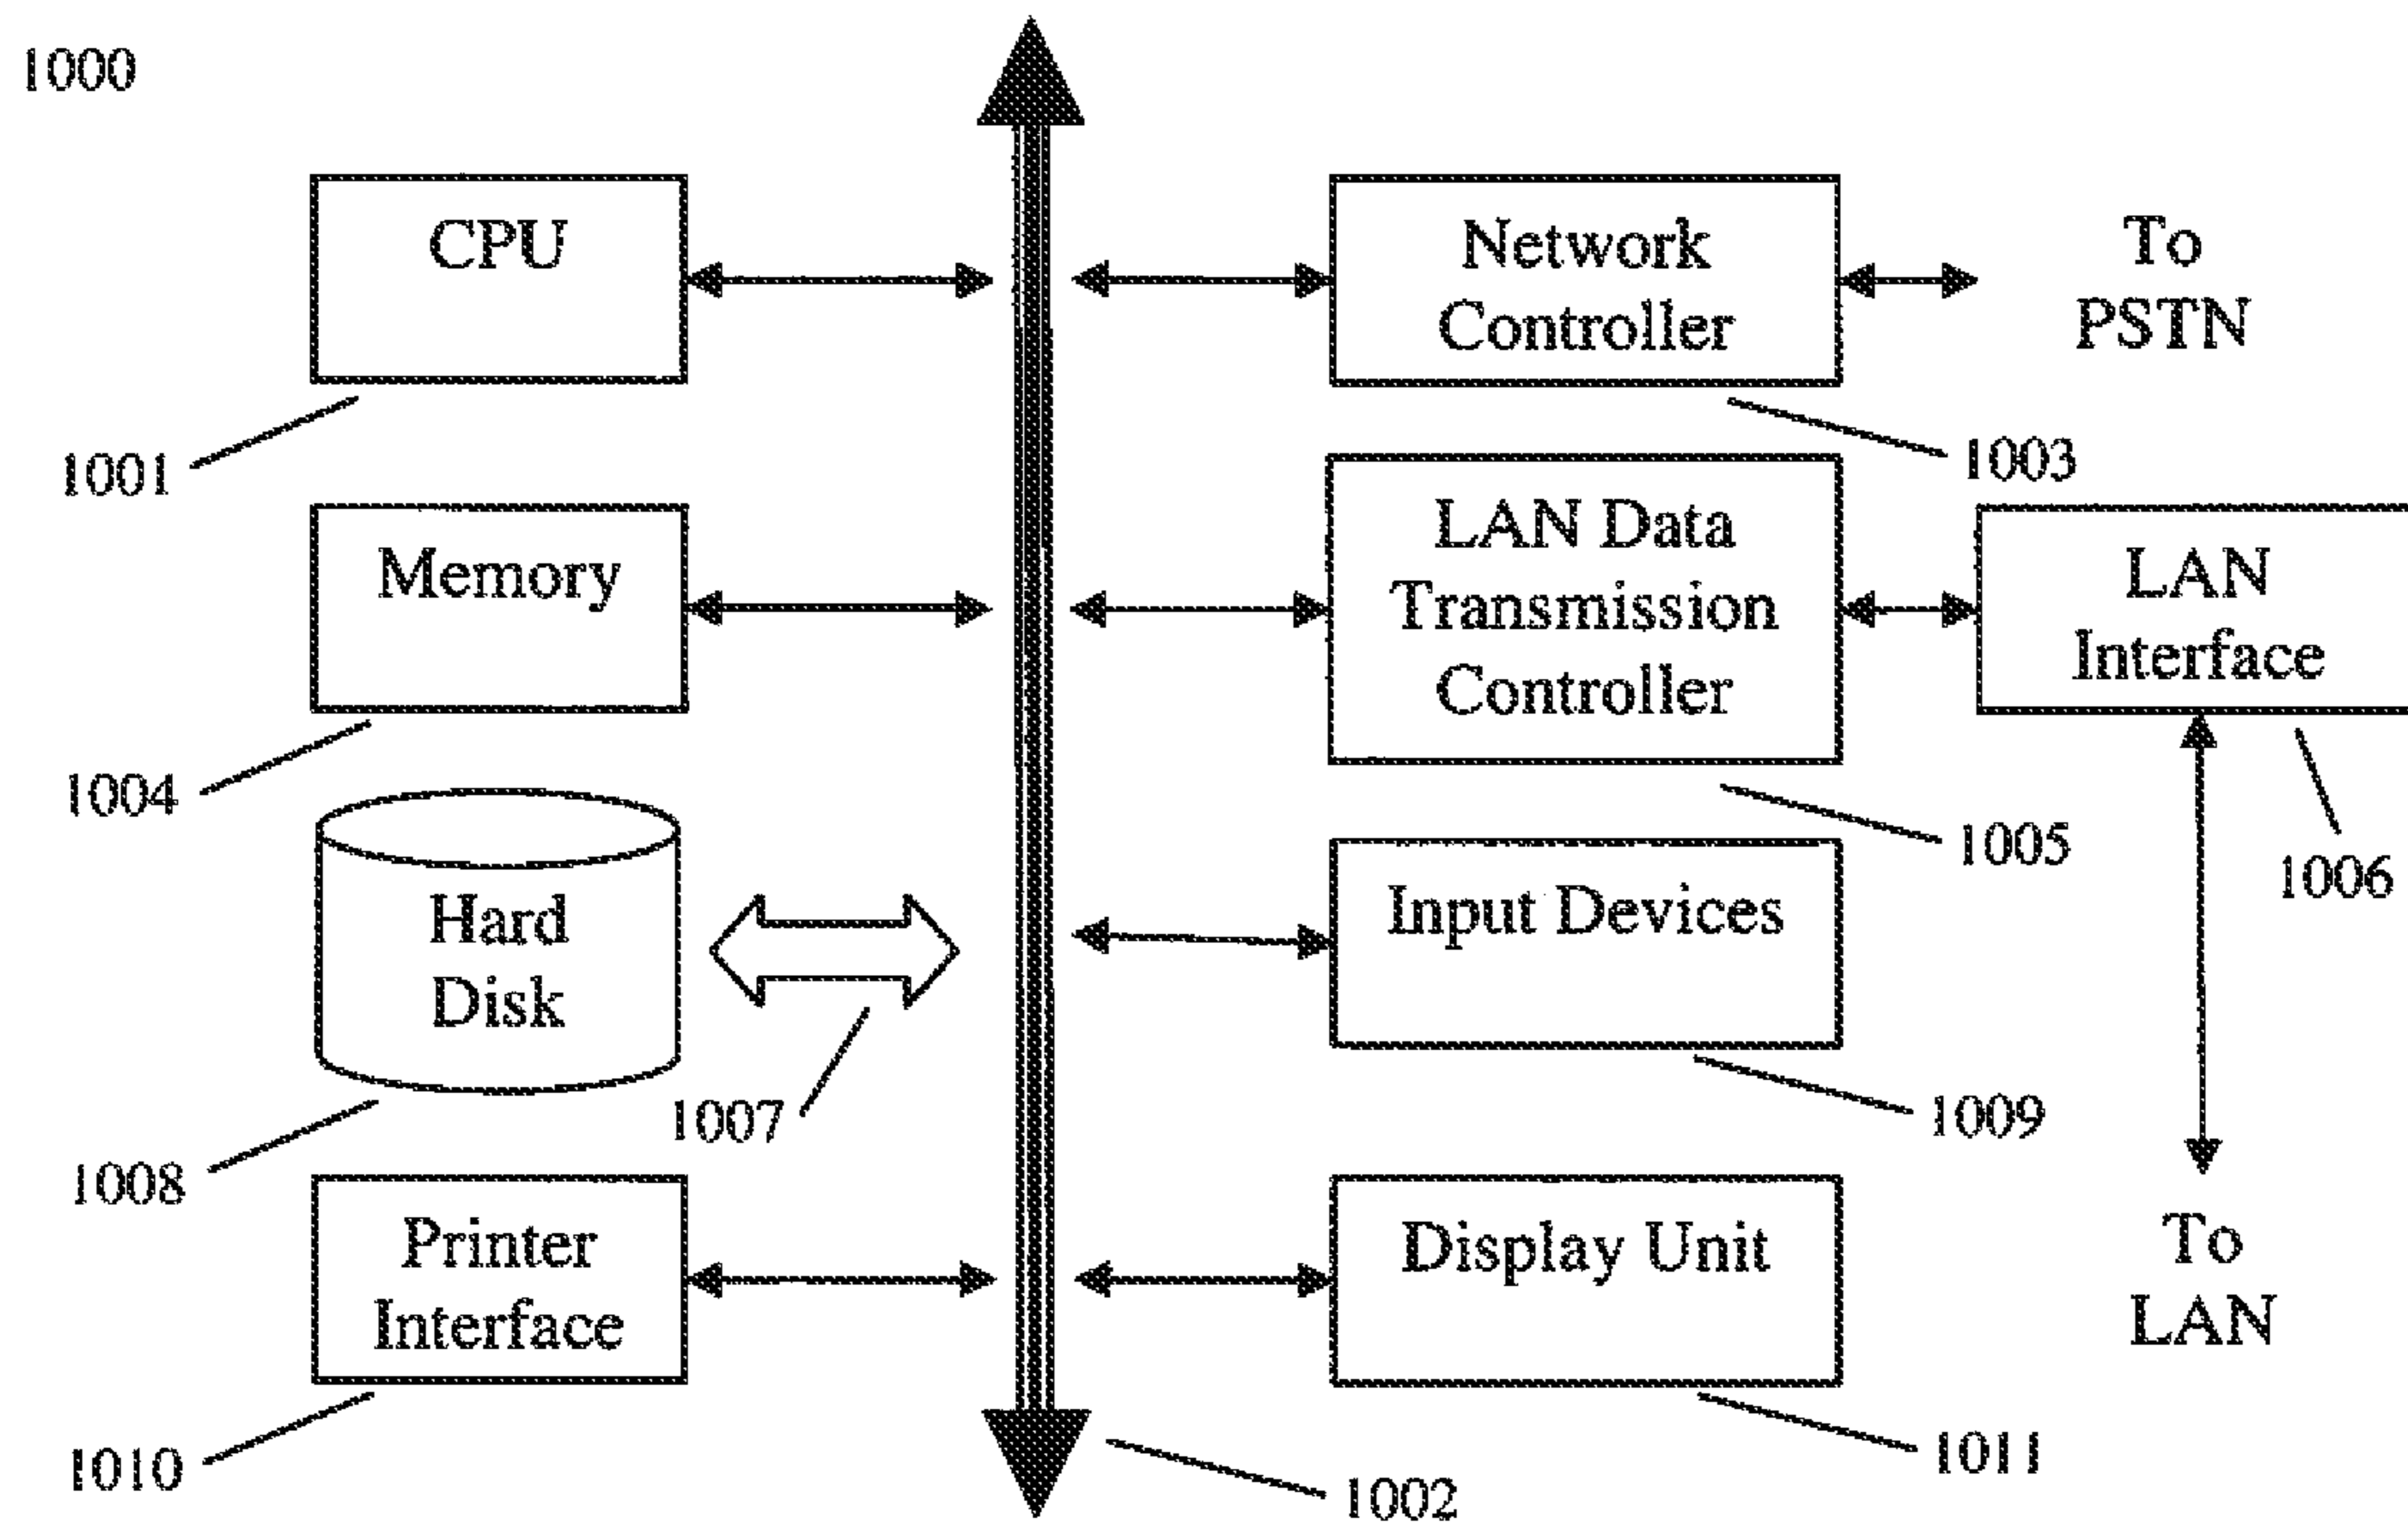 1000
CPU
Network
Controller
To
PSTN
1001
1003
Memory
LAN Data
Transmission
Controller
LAN
Interface
1004
1005
1006
Hard
Disk
1007
Input Devices
1008
1009
Printer
Interface
Display Unit
To
LAN
1010
1002
1011